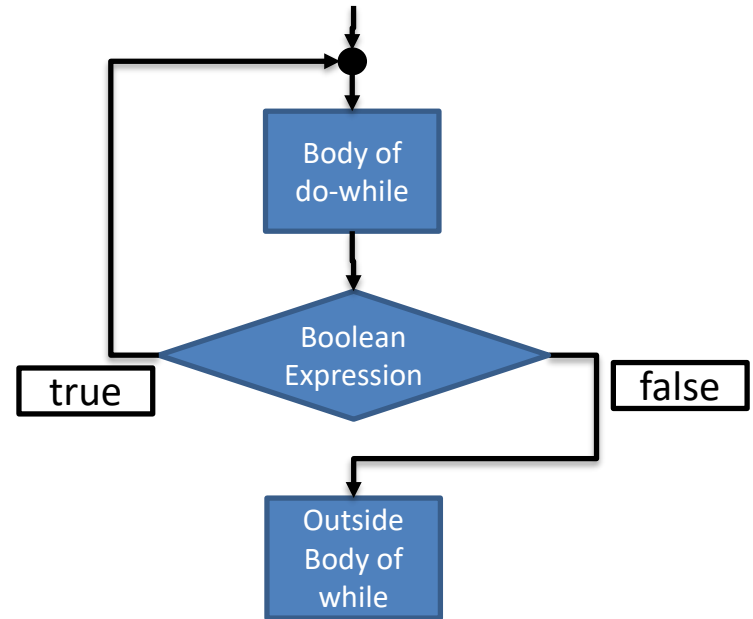 Body of
do-while
Boolean
Expression
true
false
Outside
Body of
while